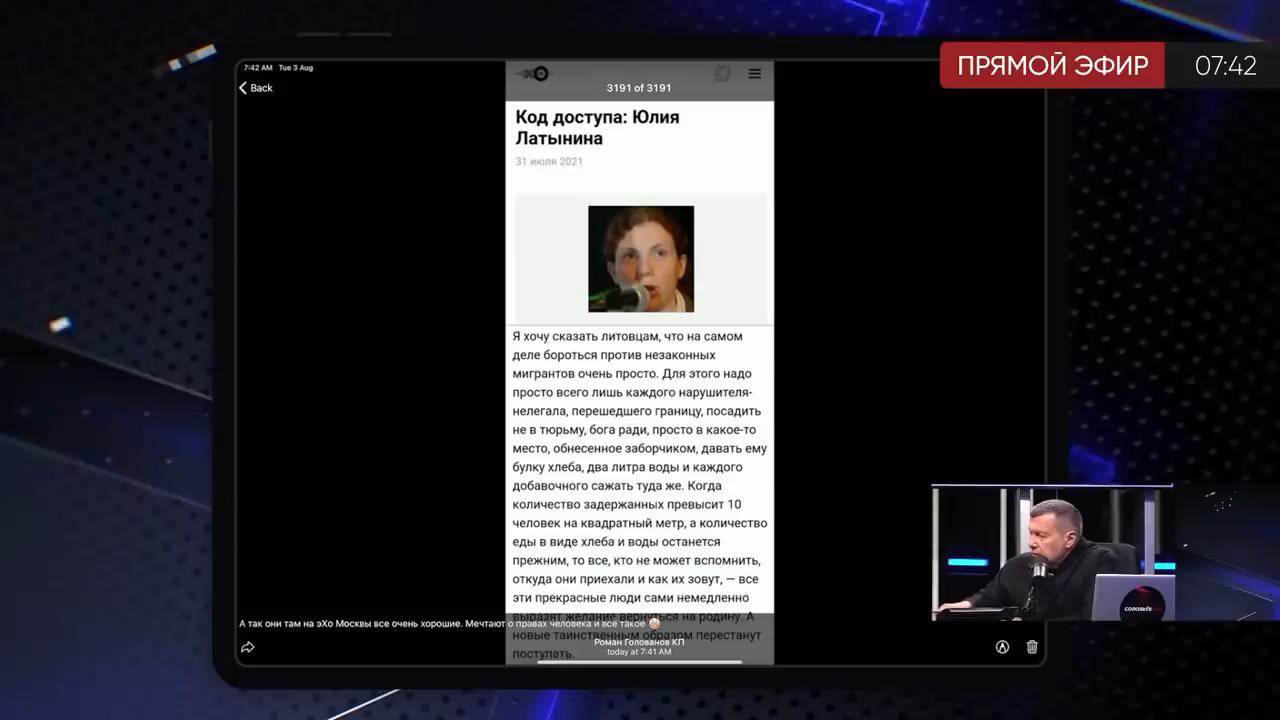 ПРЯМОЙ ЭФИР
07:42
7:42 AM Tue 3 Aug
Back
эхо
3191 of 3191
Код доступа: Юлия
Латынина
31 июля 2021
Я хочу сказать литовцам, что на самом
деле бороться против незаконных
мигрантов очень просто. Для этого надо
просто всего лишь каждого нарушителя-
нелегала, перешедшего границу, посадить
не в тюрьму, бога ради, просто в какое-то
место, обнесенное заборчиком, давать ему
булку хлеба, два литра воды и каждого
добавочного сажать туда же. Когда
количество задержанных превысит 10
человек на квадратный метр, а количество
еды в виде хлеба и воды останется
прежним, то все, кто не может вспомнить,
откуда они приехали и как их зовут, — все
эти прекрасные люди сами немедленно
выразят желание вернуться на родину. А
новые таинственным образом перестанут
поступать.
А так они там на эХо Москвы все очень хорошие. Мечтают о правах человека и все такое
Роман Голованов КП
today at 7:41 AM
СОЛОВЬЁВ